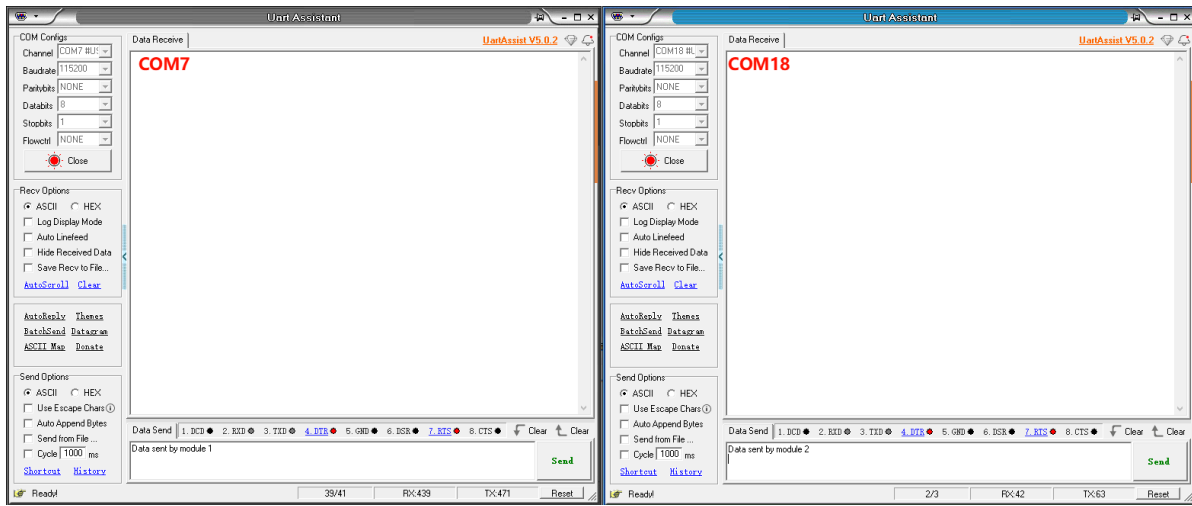 Uart Assistant
COM Configs
Channel COM7 #US
Baudrate 115200
Paritybits NONE
Databits 8
Stopbits 1
Flowctrl NONE
Close
Recv Options
ASCII HEX
Log Display Mode
Auto Linefeed
Hide Received Data
Save Recv to File...
AutoScroll Clear
AutoReply Themes
BatchSend Datagram
ASCII Map Donate
Send Options
ASCII HEX
Use Escape Chars
Auto Append Bytes
Send from File ...
Cycle 1000 ms
Shortcut History
Data Receive UartAssist V5.0.2
COM7
Data Send 1. DCD 2. RXD 3. TXD 4. DTR 5. GND 6. DSR 7. RTS 8. CTS Clear Clear
Data sent by module 1
Send
Ready! 39/41 RX:439 TX:471 Reset
Uart Assistant
COM Configs
Channel COM18 #U
Baudrate 115200
Paritybits NONE
Databits 8
Stopbits 1
Flowctrl NONE
Close
Recv Options
ASCII HEX
Log Display Mode
Auto Linefeed
Hide Received Data
Save Recv to File...
AutoScroll Clear
AutoReply Themes
BatchSend Datagram
ASCII Map Donate
Send Options
ASCII HEX
Use Escape Chars
Auto Append Bytes
Send from File ...
Cycle 1000 ms
Shortcut History
Data Receive UartAssist V5.0.2
COM18
Data Send 1. DCD 2. RXD 3. TXD 4. DTR 5. GND 6. DSR 7. RTS 8. CTS Clear Clear
Data sent by module 2
Send
Ready! 2/3 RX:42 TX:63 Reset